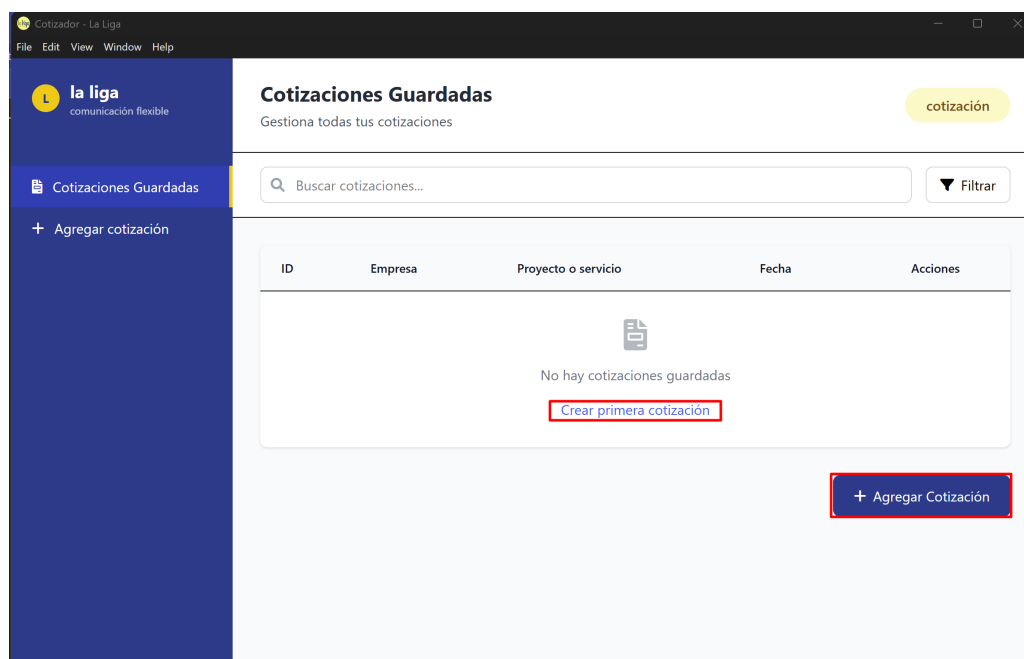 Cotizador - La Liga
File Edit View Window Help
L
la liga
comunicación flexible
Cotizaciones Guardadas
Agregar cotización
Cotizaciones Guardadas
Gestiona todas tus cotizaciones
cotización
Buscar cotizaciones...
Filtrar
ID Empresa Proyecto o servicio Fecha Acciones
No hay cotizaciones guardadas
Crear primera cotización
+ Agregar Cotización